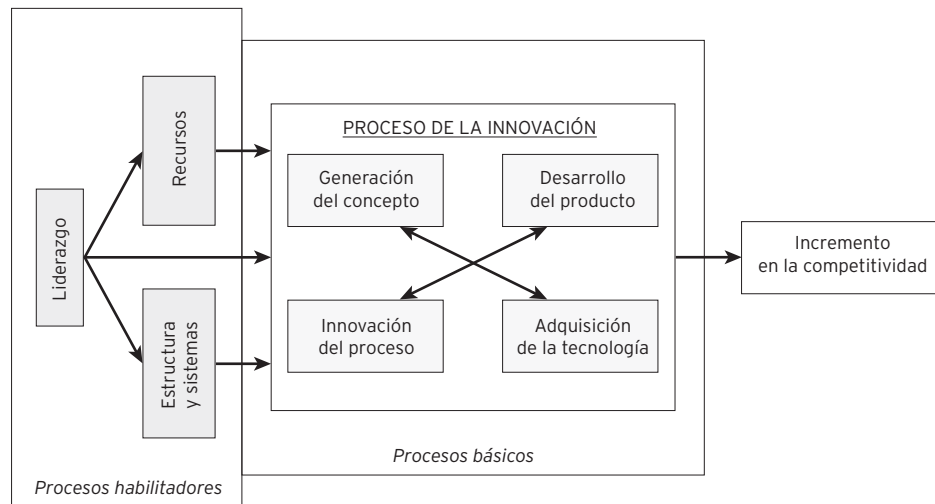 Liderazgo
Recursos
Estructura
y sistemas
Procesos habilitadores
PROCESO DE LA INNOVACIÓN
Generación
del concepto
Desarrollo
del producto
Innovación
del proceso
Adquisición
de la tecnología
Procesos básicos
Incremento
en la competitividad